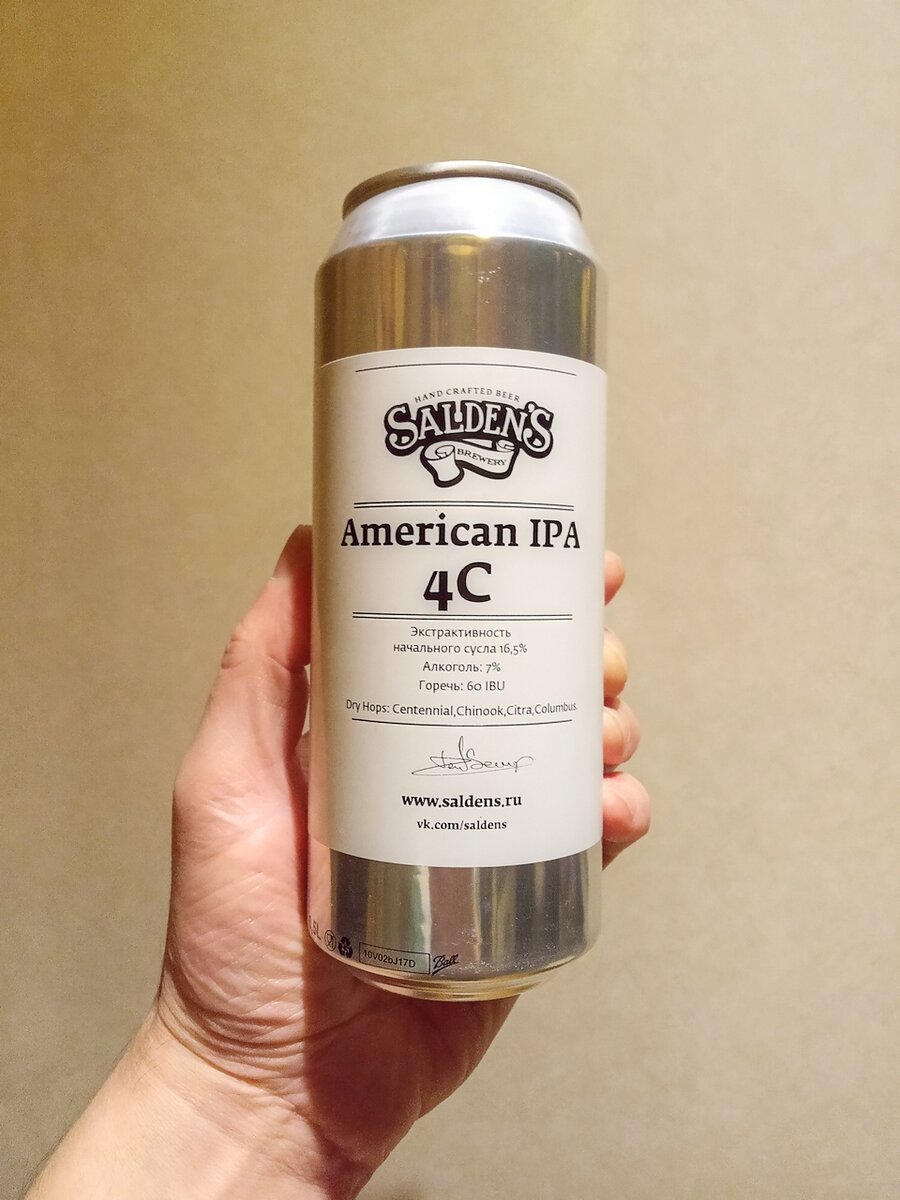 HAND CRAFTED BEER
SALDEN'S
BREWERY
American IPA
4C
Экстрактивность
начального сусла 16,5%
Алкоголь: 7%
Горечь: 60 IBU
Dry Hops: Centennial,Chinook,Citra,Columbus.
www.saldens.ru
vk.com/saldens
10V02bJ17D
Ball